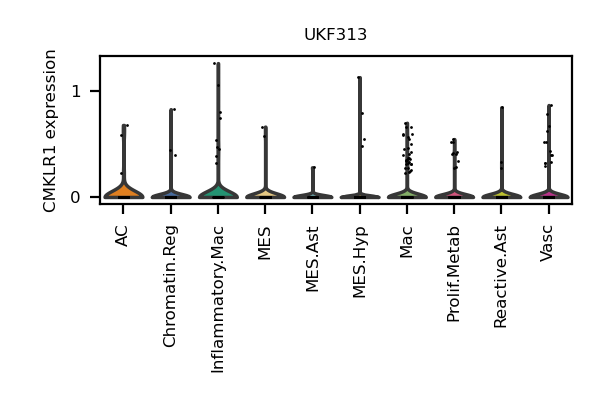 UKF313
CMKLR1 expression
1
0
AC
Chromatin.Reg
Inflammatory.Mac
MES
MES.Ast
MES.Hyp
Mac
Prolif.Metab
Reactive.Ast
Vasc